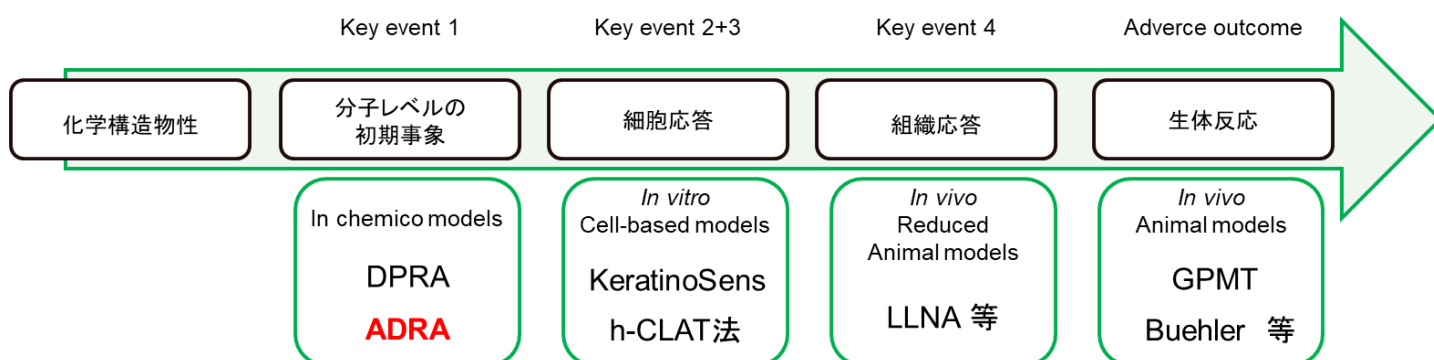 Key event 1
Key event 2+3
Key event 4
Adverce outcome
化学構造物性
分子レベルの
初期事象
細胞応答
組織応答
生体反応
In chemico models
DPRA
ADRA
In vitro
Cell-based models
KeratinoSens
h-CLAT法
In vivo
Reduced
Animal models
LLNA 等
In vivo
Animal models
GPMT
Buehler 等